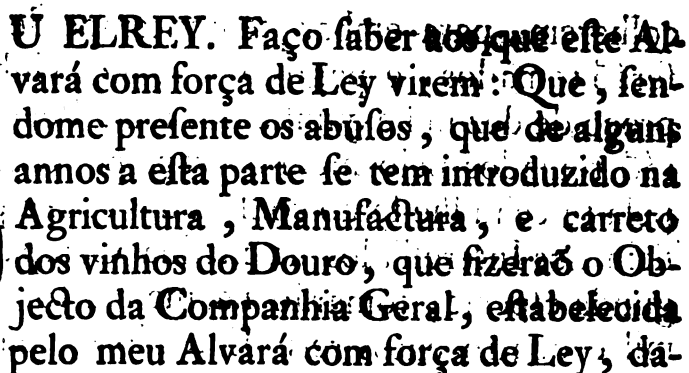 U ELREY. Faço ſaber aos que eſte Al-
vará com força de Ley virem: Que, ſen-
dome preſente os abuſos, que de alguns
annos a eſta parte ſe tem introduzido na
Agricultura, Manufactura, e carreto
dos vinhos do Douro, que fizeraõ o Ob-
jecto da Companhia Geral, eſtabelecida
pelo meu Alvará com força de Ley, da-